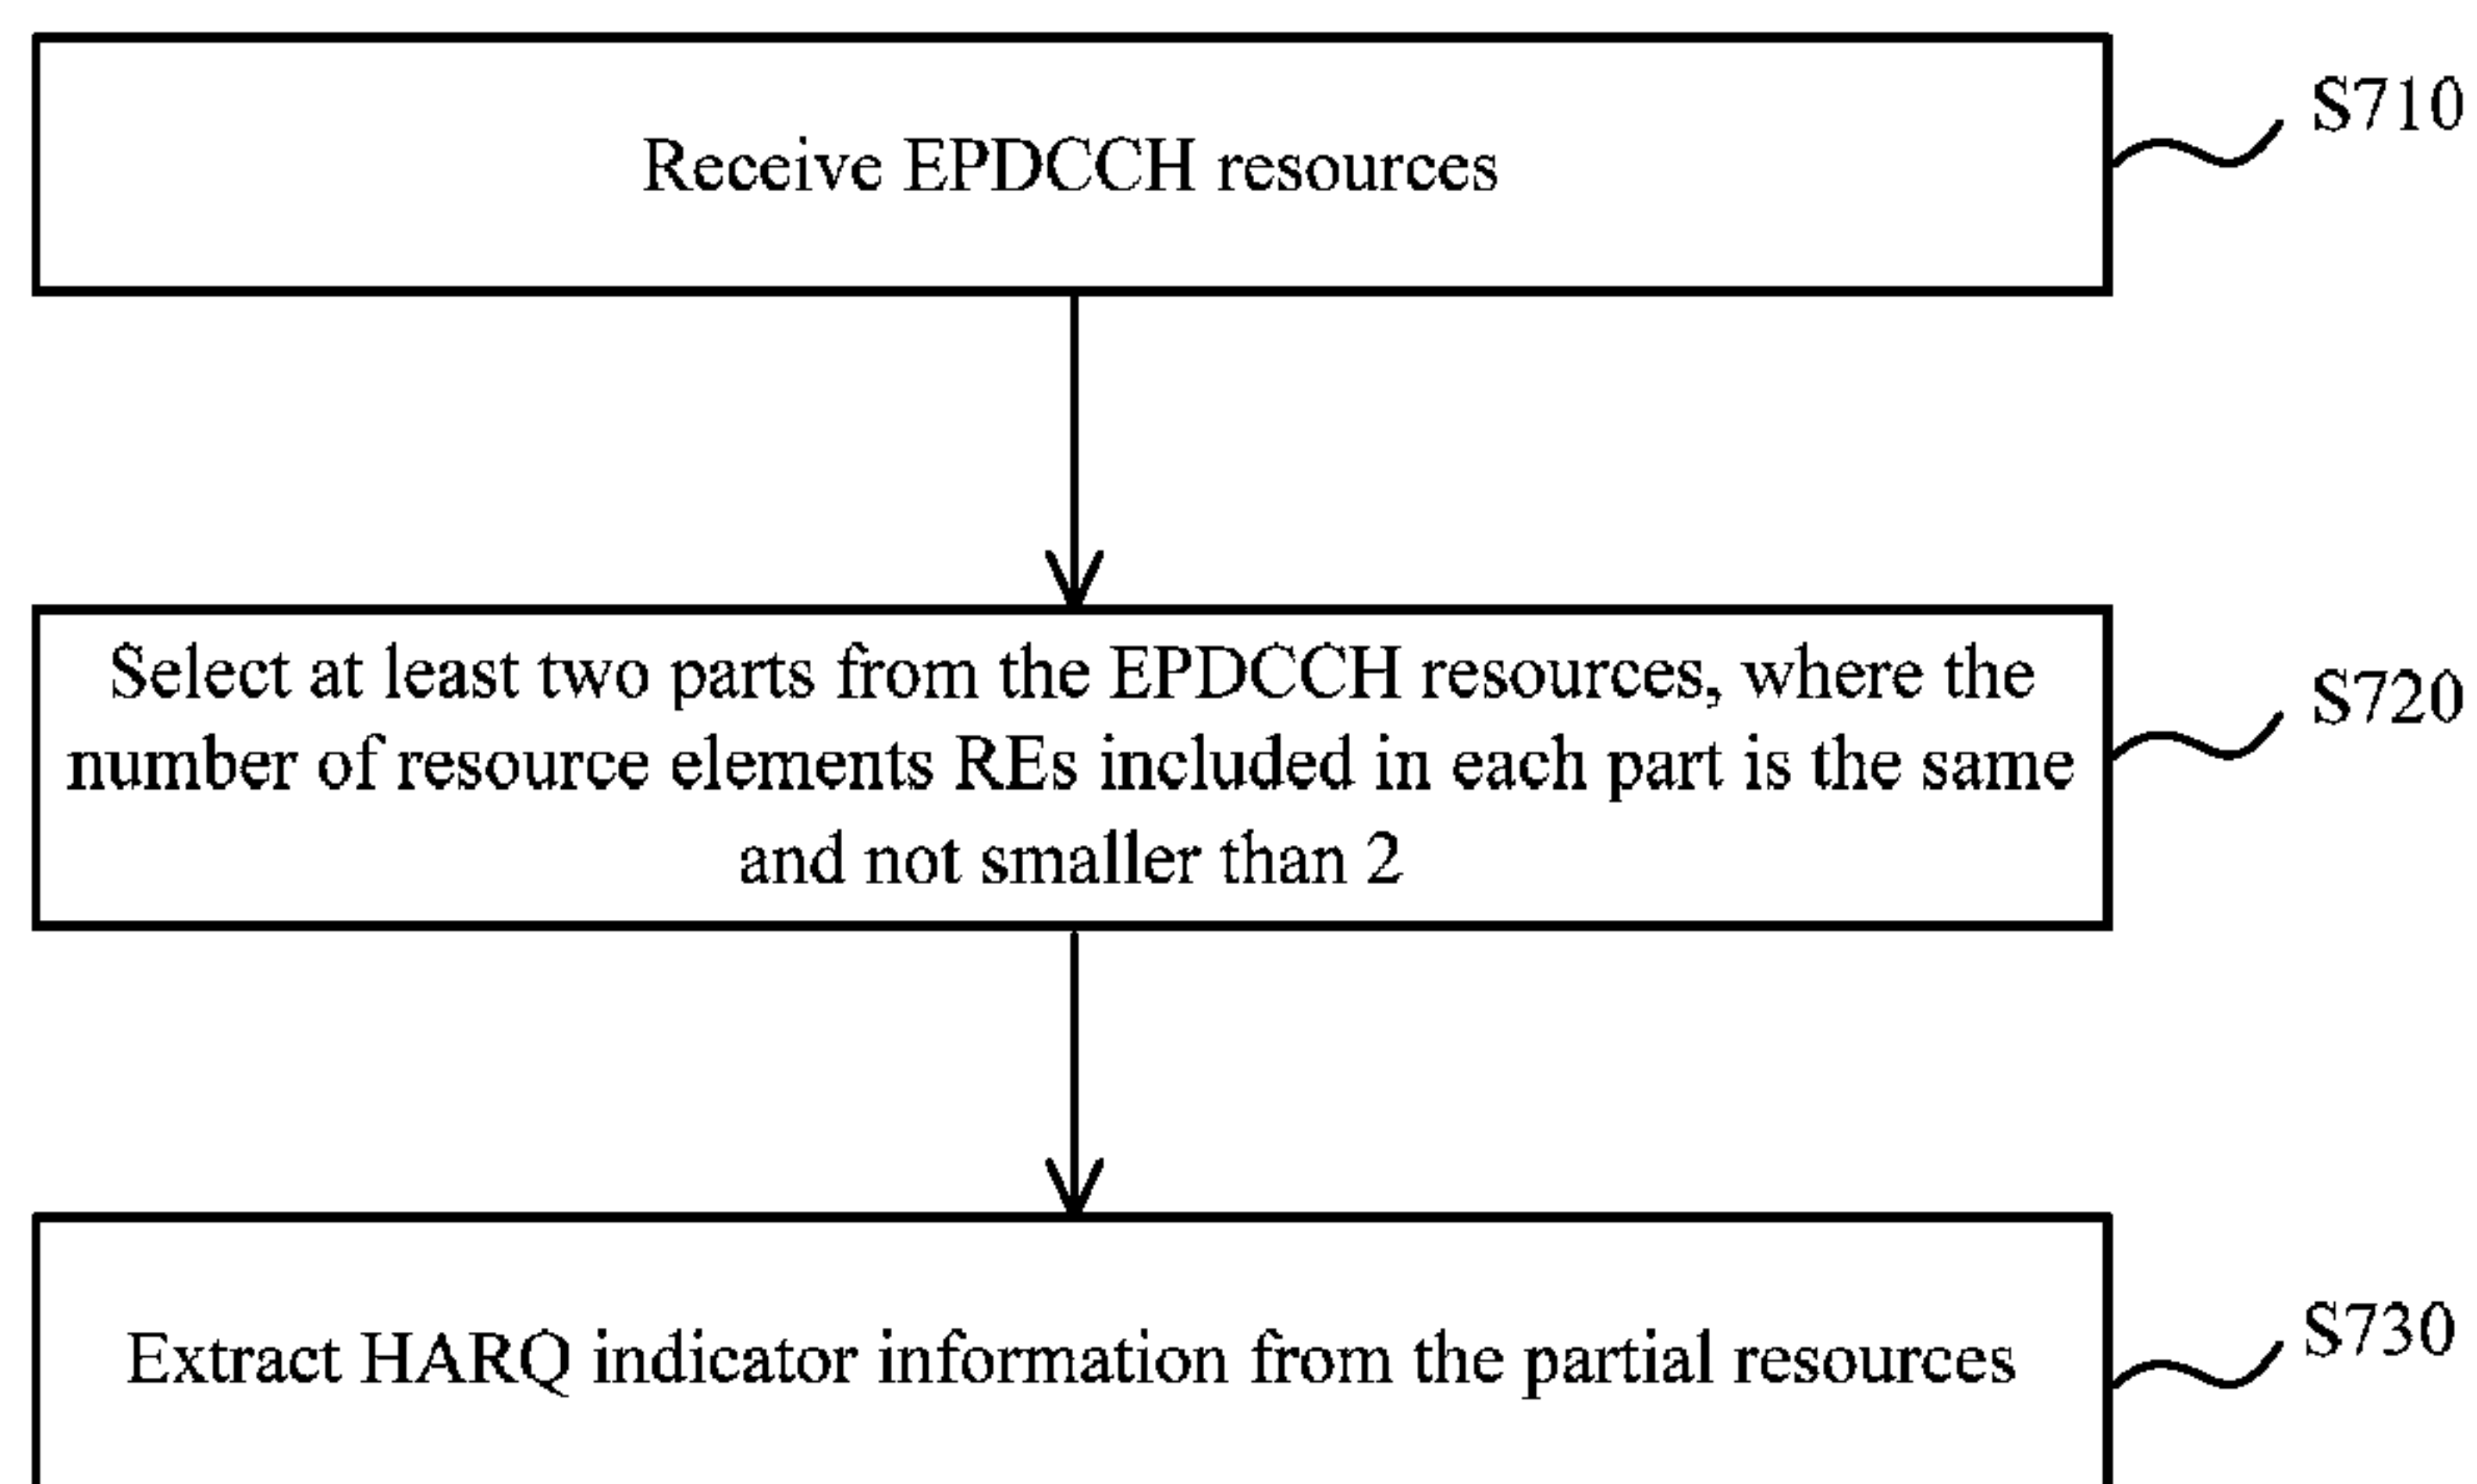 Receive EPDCCH resources
S710
Select at least two parts from the EPDCCH resources, where the
number of resource elements REs included in each part is the same
and not smaller than 2
S720
Extract HARQ indicator information from the partial resources
S730